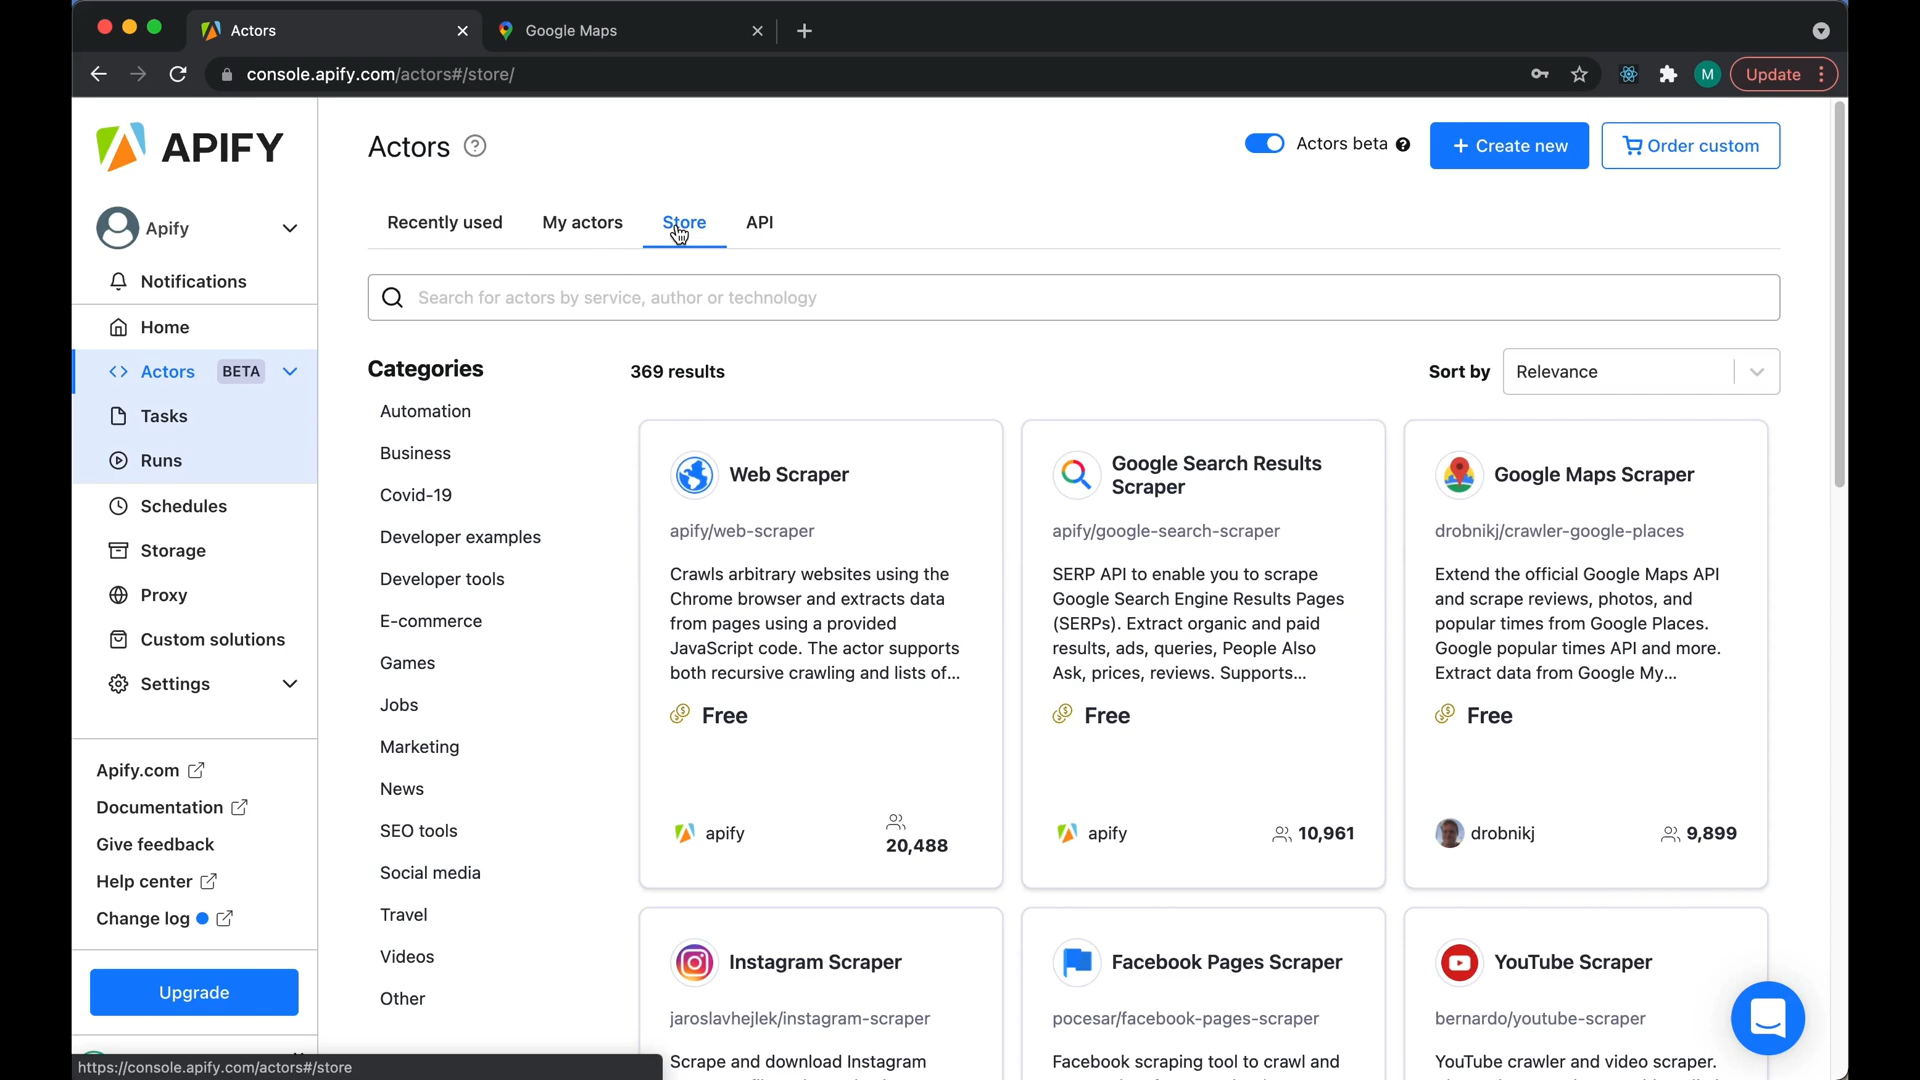 Actors
Google Maps
console.apify.com/actors#/store/
M
Update
APIFY
Apify
Notifications
Home
Actors BETA
Tasks
Runs
Schedules
Storage
Proxy
Custom solutions
Settings
Apify.com
Documentation
Give feedback
Help center
Change log
Upgrade
https://console.apify.com/actors#/store
Actors ?
Actors beta ?
+ Create new
Order custom
Recently used
My actors
Store
API
Search for actors by service, author or technology
Categories
Automation
Business
Covid-19
Developer examples
Developer tools
E-commerce
Games
Jobs
Marketing
News
SEO tools
Social media
Travel
Videos
Other
369 results
Sort by
Relevance
Web Scraper
apify/web-scraper
Crawls arbitrary websites using the
Chrome browser and extracts data
from pages using a provided
JavaScript code. The actor supports
both recursive crawling and lists of...
Free
apify
20,488
Google Search Results
Scraper
apify/google-search-scraper
SERP API to enable you to scrape
Google Search Engine Results Pages
(SERPs). Extract organic and paid
results, ads, queries, People Also
Ask, prices, reviews. Supports...
Free
apify
10,961
Google Maps Scraper
drobnikj/crawler-google-places
Extend the official Google Maps API
and scrape reviews, photos, and
popular times from Google Places.
Google popular times API and more.
Extract data from Google My...
Free
drobnikj
9,899
Instagram Scraper
jaroslavhejlek/instagram-scraper
Scrape and download Instagram
Facebook Pages Scraper
pocesar/facebook-pages-scraper
Facebook scraping tool to crawl and
YouTube Scraper
bernardo/youtube-scraper
YouTube crawler and video scraper.